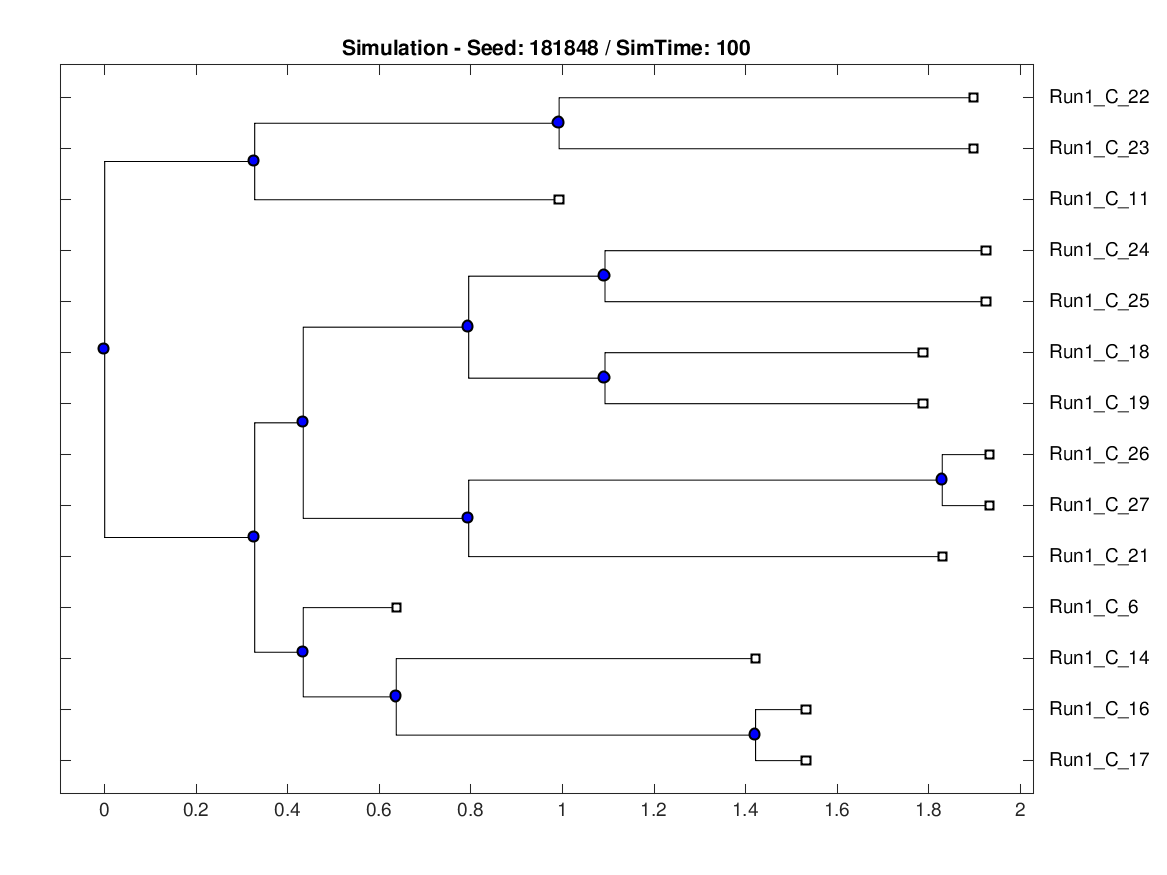 Simulation - Seed: 181848 / SimTime: 100
Run1_C_22
Run1_C_23
Run1_C_11
Run1_C_24
Run1_C_25
Run1_C_18
Run1_C_19
Run1_C_26
Run1_C_27
Run1_C_21
Run1_C_6
Run1_C_14
Run1_C_16
Run1_C_17
0 0.2 0.4 0.6 0.8 1 1.2 1.4 1.6 1.8 2